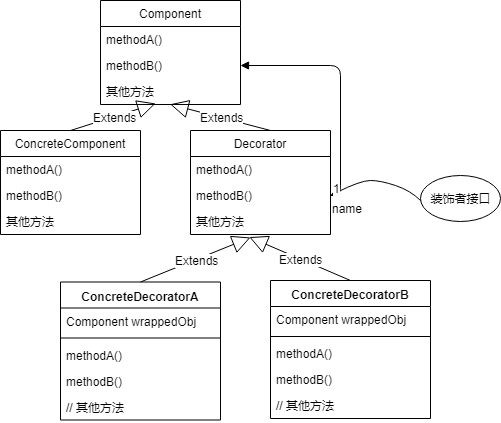 Component
methodA()
methodB()
其他方法
Extends
Extends
ConcreteComponent
methodA()
methodB()
其他方法
Decorator
methodA()
methodB()
其他方法
1
name
装饰者接口
Extends
Extends
ConcreteDecoratorA
Component wrappedObj
methodA()
methodB()
// 其他方法
ConcreteDecoratorB
Component wrappedObj
methodA()
methodB()
// 其他方法